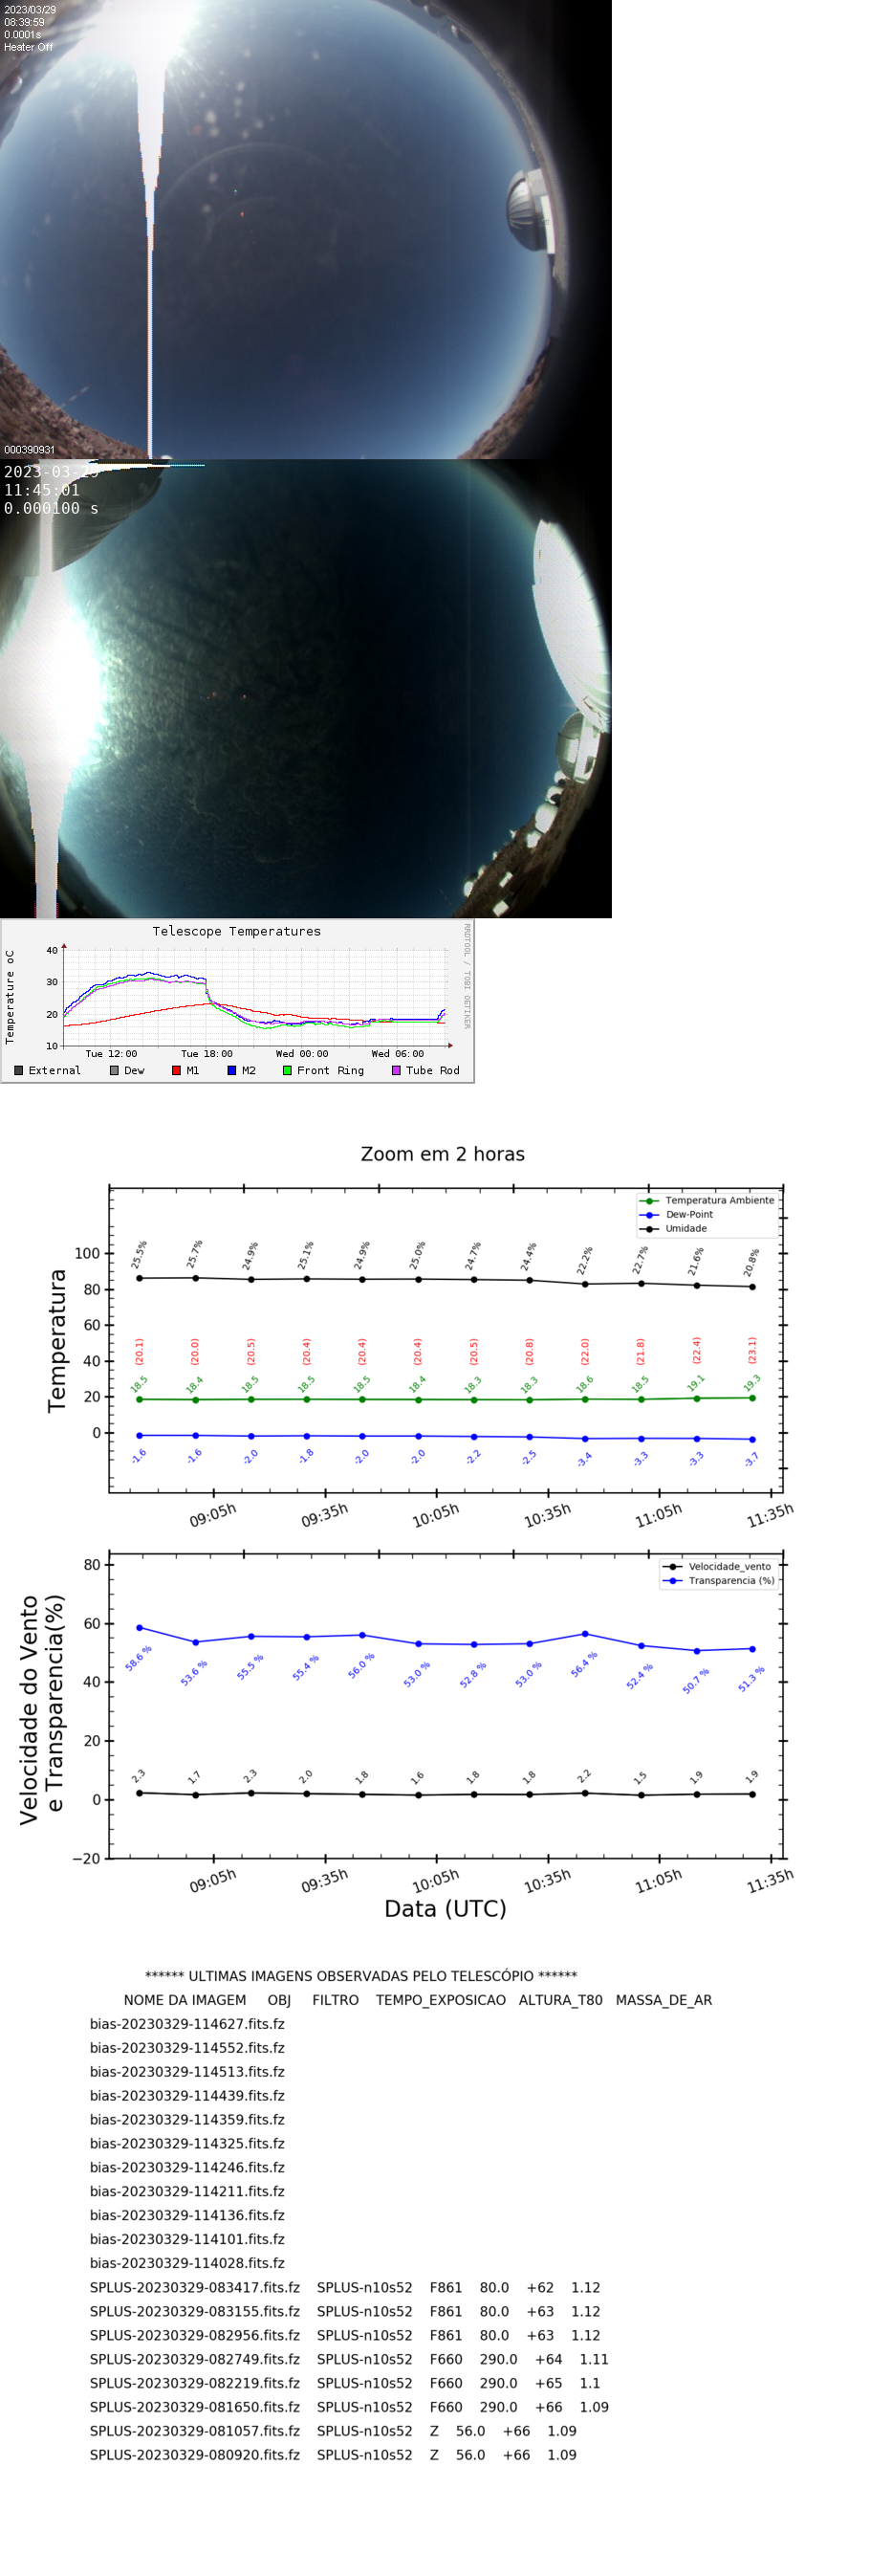 2023/03/29
08:39:59
0.0001s
Heater Off
000390931
2023-03-29
11:45:01
0.000100 s
Telescope Temperatures
RRDTOOL / TOBI OETIKER
Temperature oC
40
30
20
10
Tue 12:00 Tue 18:00 Wed 00:00 Wed 06:00
External Dew M1 M2 Front Ring Tube Rod
Zoom em 2 horas
Temperatura Ambiente
Dew-Point
Umidade
Temperatura
100
80
60
40
20
0
25.5% 25.7% 24.9% 25.1% 24.9% 25.0% 24.7% 24.4% 22.2% 22.7% 21.6% 20.8%
(20.1) (20.0) (20.5) (20.4) (20.4) (20.4) (20.5) (20.8) (22.0) (21.8) (22.4) (23.1)
18.5 18.4 18.5 18.5 18.5 18.4 18.3 18.3 18.6 18.5 19.1 19.3
-1.6 -1.6 -2.0 -1.8 -2.0 -2.0 -2.2 -2.5 -3.4 -3.3 -3.3 -3.7
09:05h 09:35h 10:05h 10:35h 11:05h 11:35h
Velocidade_vento
Transparencia (%)
Velocidade do Vento
e Transparencia(%)
80
60
40
20
0
−20
58.6 % 53.6 % 55.5 % 55.4 % 56.0 % 53.0 % 52.8 % 53.0 % 56.4 % 52.4 % 50.7 % 51.3 %
2.3 1.7 2.3 2.0 1.8 1.6 1.8 1.8 2.2 1.5 1.9 1.9
09:05h 09:35h 10:05h 10:35h 11:05h 11:35h
Data (UTC)
****** ULTIMAS IMAGENS OBSERVADAS PELO TELESCÓPIO ******
NOME DA IMAGEM OBJ FILTRO TEMPO_EXPOSICAO ALTURA_T80 MASSA_DE_AR
bias-20230329-114627.fits.fz
bias-20230329-114552.fits.fz
bias-20230329-114513.fits.fz
bias-20230329-114439.fits.fz
bias-20230329-114359.fits.fz
bias-20230329-114325.fits.fz
bias-20230329-114246.fits.fz
bias-20230329-114211.fits.fz
bias-20230329-114136.fits.fz
bias-20230329-114101.fits.fz
bias-20230329-114028.fits.fz
SPLUS-20230329-083417.fits.fz SPLUS-n10s52 F861 80.0 +62 1.12
SPLUS-20230329-083155.fits.fz SPLUS-n10s52 F861 80.0 +63 1.12
SPLUS-20230329-082956.fits.fz SPLUS-n10s52 F861 80.0 +63 1.12
SPLUS-20230329-082749.fits.fz SPLUS-n10s52 F660 290.0 +64 1.11
SPLUS-20230329-082219.fits.fz SPLUS-n10s52 F660 290.0 +65 1.1
SPLUS-20230329-081650.fits.fz SPLUS-n10s52 F660 290.0 +66 1.09
SPLUS-20230329-081057.fits.fz SPLUS-n10s52 Z 56.0 +66 1.09
SPLUS-20230329-080920.fits.fz SPLUS-n10s52 Z 56.0 +66 1.09